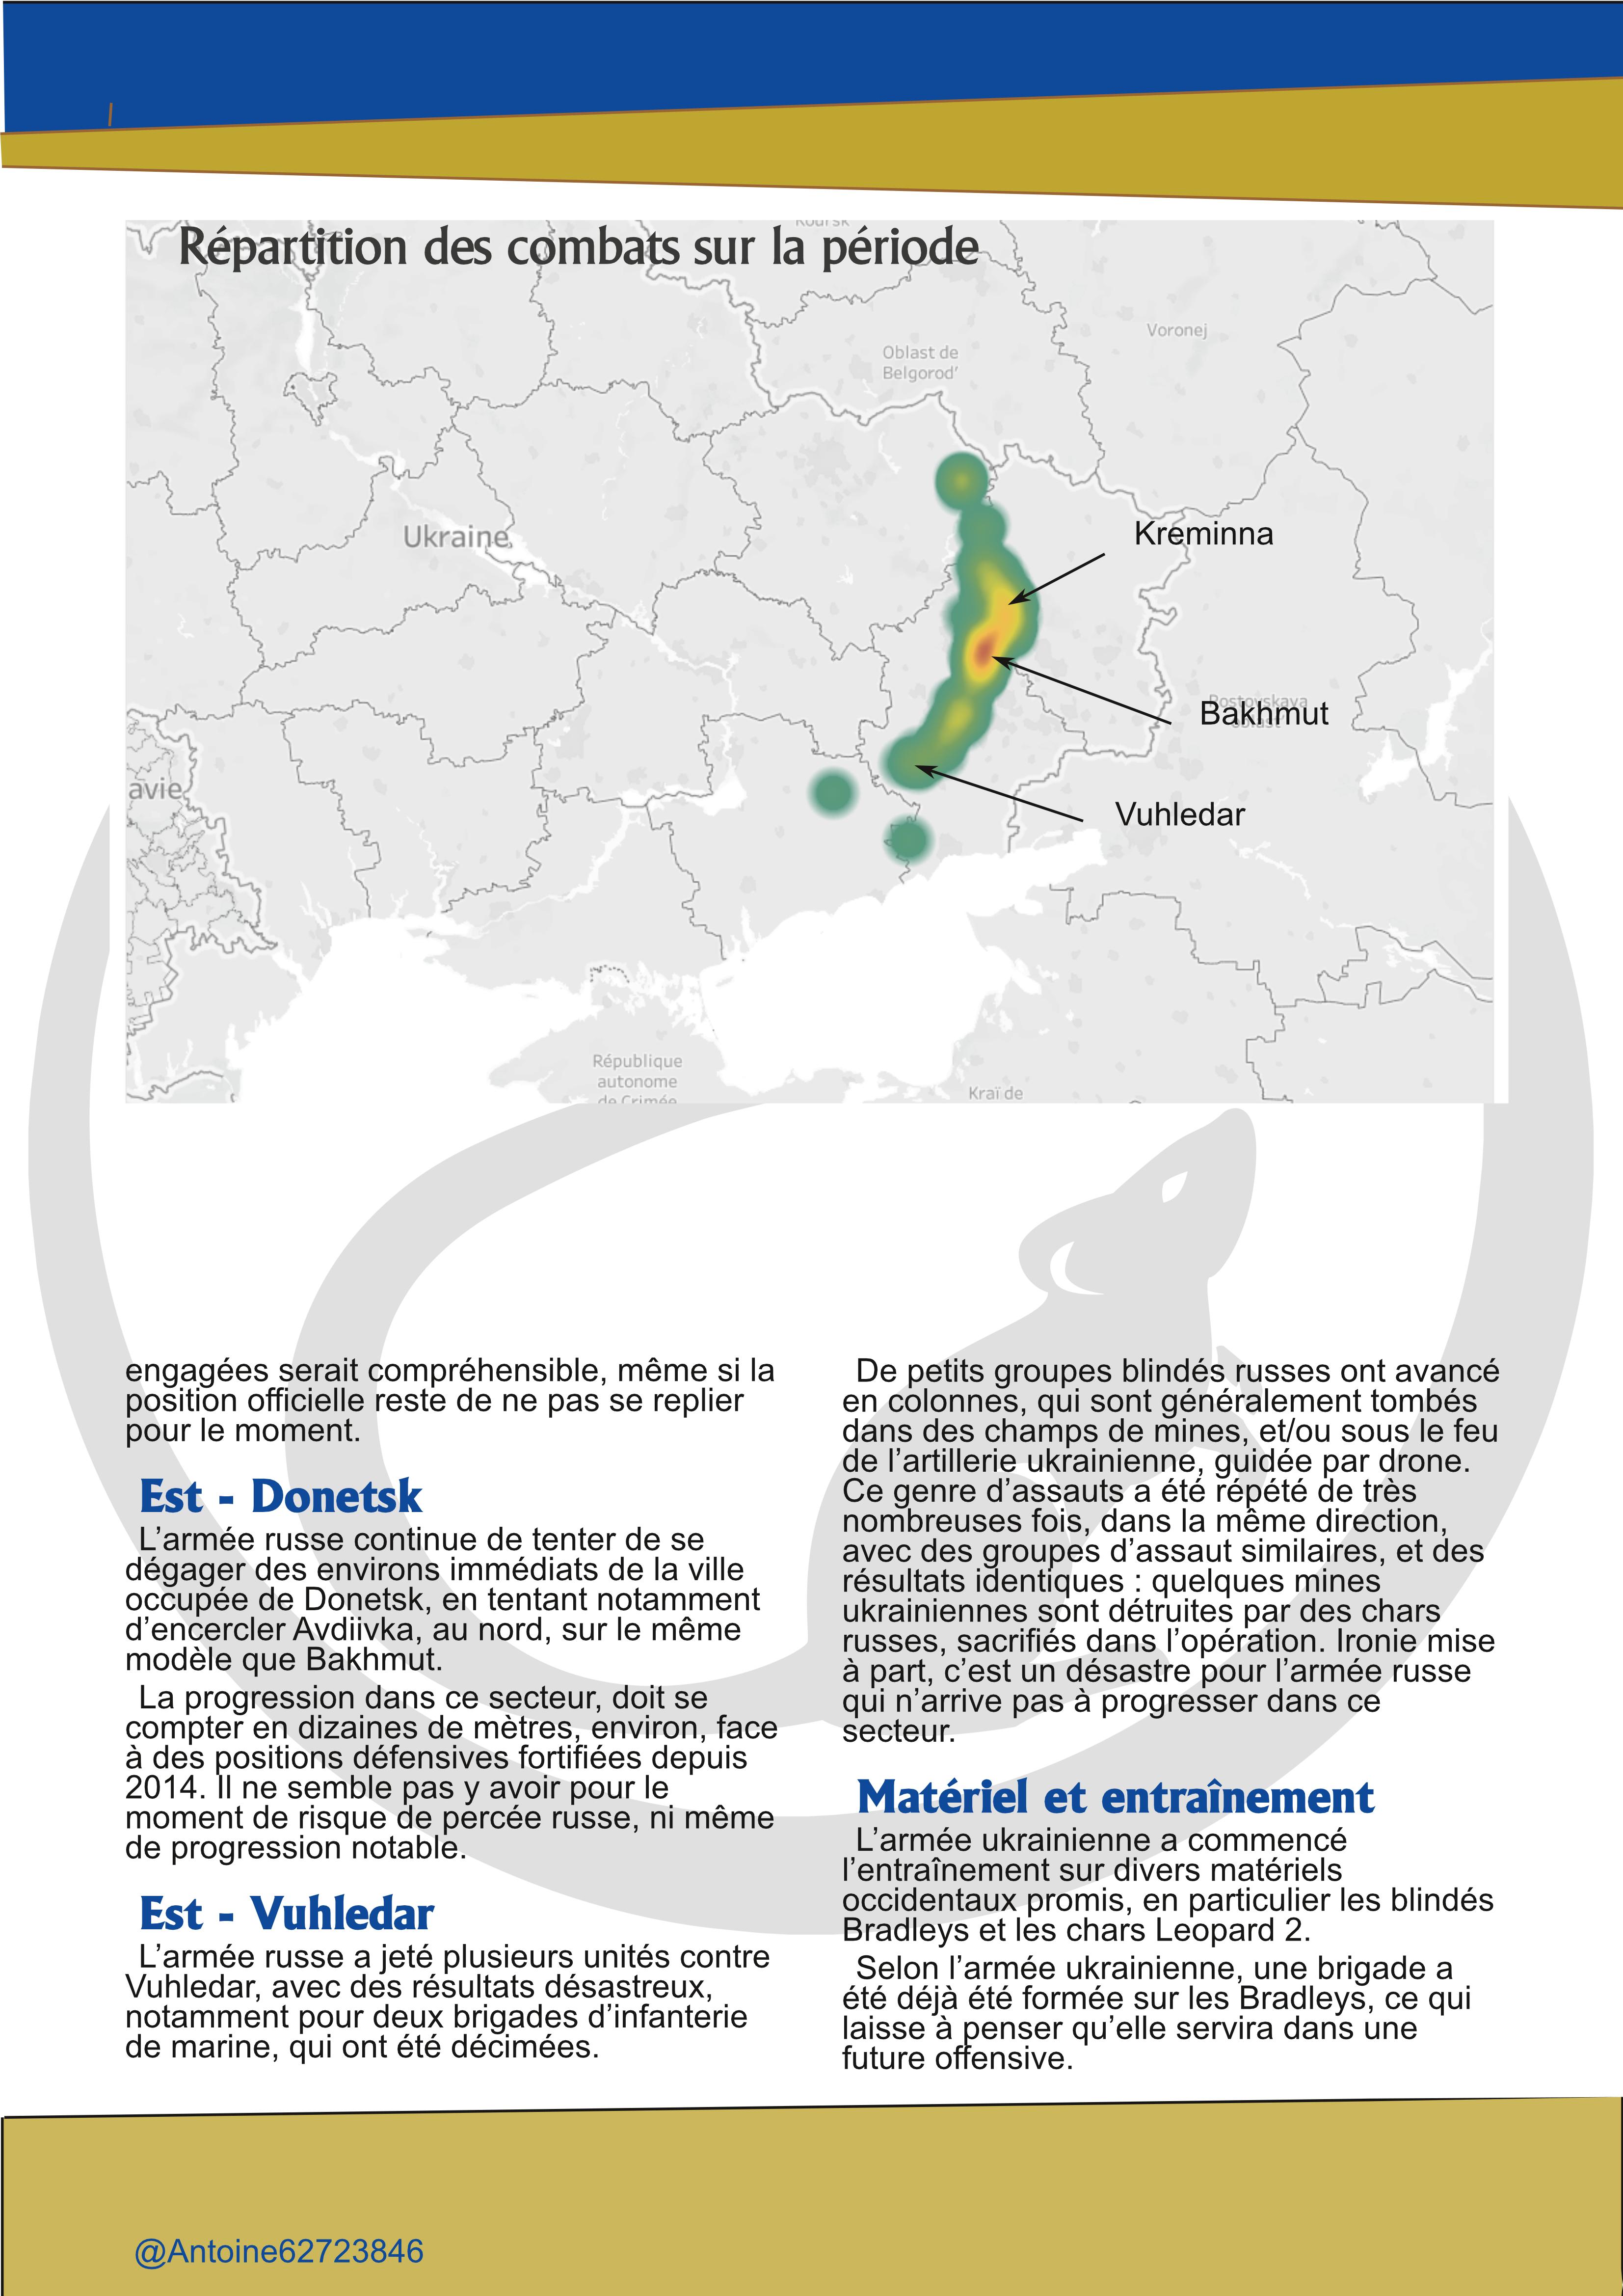 Koursk
Répartition des combats sur la période
Voronej
Oblast de
Belgorod'
Kreminna
Ukraine
Rostovskaya
oblast'
Bakhmut
avie
Vuhledar
République
autonome
de Crimée
Kraï de
engagées serait compréhensible, même si la
position officielle reste de ne pas se replier
pour le moment.
Est - Donetsk
L'armée russe continue de tenter de se
dégager des environs immédiats de la ville
occupée de Donetsk, en tentant notamment
d'encercler Avdiivka, au nord, sur le même
modèle que Bakhmut.
La progression dans ce secteur, doit se
compter en dizaines de mètres, environ, face
à des positions défensives fortifiées depuis
2014. Il ne semble pas y avoir pour le
moment de risque de percée russe, ni même
de progression notable.
Est - Vuhledar
L'armée russe a jeté plusieurs unités contre
Vuhledar, avec des résultats désastreux,
notamment pour deux brigades d'infanterie
de marine, qui ont été décimées.
De petits groupes blindés russes ont avancé
en colonnes, qui sont généralement tombés
dans des champs de mines, et/ou sous le feu
de l'artillerie ukrainienne, guidée par drone.
Ce genre d'assauts a été répété de très
nombreuses fois, dans la même direction,
avec des groupes d'assaut similaires, et des
résultats identiques : quelques mines
ukrainiennes sont détruites par des chars
russes, sacrifiés dans l'opération. Ironie mise
à part, c'est un désastre pour l'armée russe
qui n'arrive pas à progresser dans ce
secteur.
Matériel et entraînement
L'armée ukrainienne a commencé
l'entraînement sur divers matériels
occidentaux promis, en particulier les blindés
Bradleys et les chars Leopard 2.
Selon l'armée ukrainienne, une brigade a
été déjà été formée sur les Bradleys, ce qui
laisse à penser qu'elle servira dans une
future offensive.
@Antoine62723846